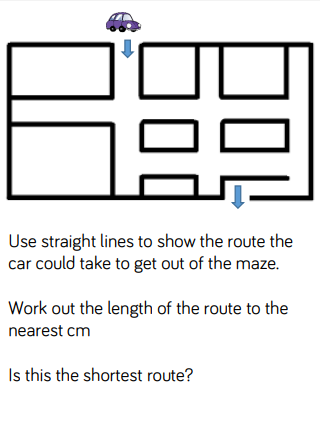 Use straight lines to show the route the
car could take to get out of the maze.
Work out the length of the route to the
nearest cm
Is this the shortest route?